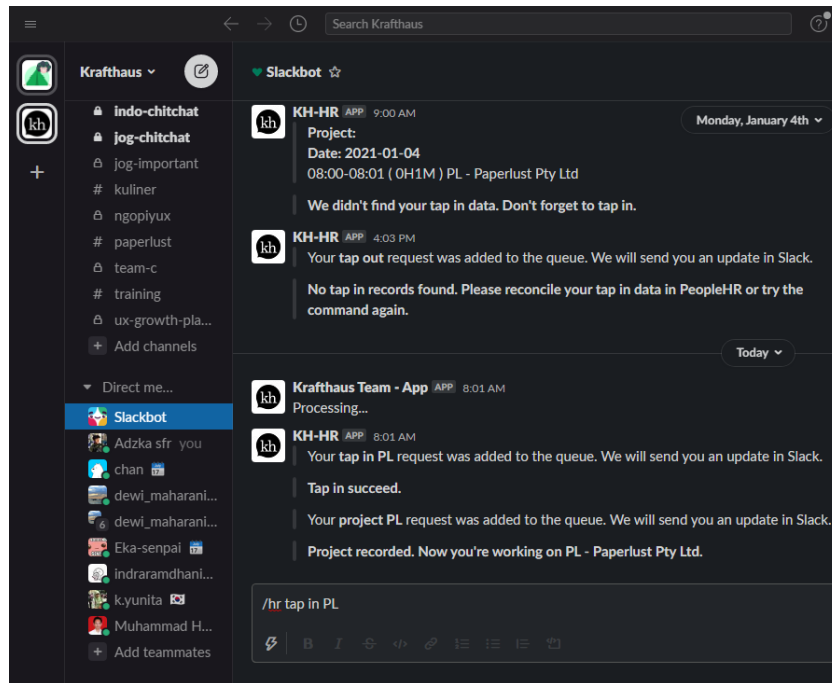 Search Krafthaus
?
kh
Krafthaus
indo-chitchat
jog-chitchat
jog-important
# kuliner
ngopiyux
# paperlust
team-c
# training
ux-growth-pla...
+ Add channels
Direct me...
Slackbot
Adzka sfr you
chan
dewi_maharani...
6 dewi_maharani...
Eka-senpai
indraramdhani...
k.yunita
Muhammad H...
+ Add teammates
Slackbot
Monday, January 4th
kh
KH-HR APP 9:00 AM
Project:
Date: 2021-01-04
08:00-08:01 ( 0H1M ) PL - Paperlust Pty Ltd
We didn't find your tap in data. Don't forget to tap in.
kh
KH-HR APP 4:03 PM
Your tap out request was added to the queue. We will send you an update in Slack.
No tap in records found. Please reconcile your tap in data in PeopleHR or try the
command again.
Today
kh
Krafthaus Team - App APP 8:01 AM
Processing...
kh
KH-HR APP 8:01 AM
Your tap in PL request was added to the queue. We will send you an update in Slack.
Tap in succeed.
Your project PL request was added to the queue. We will send you an update in Slack.
Project recorded. Now you're working on PL - Paperlust Pty Ltd.
/hr tap in PL
B I S </>